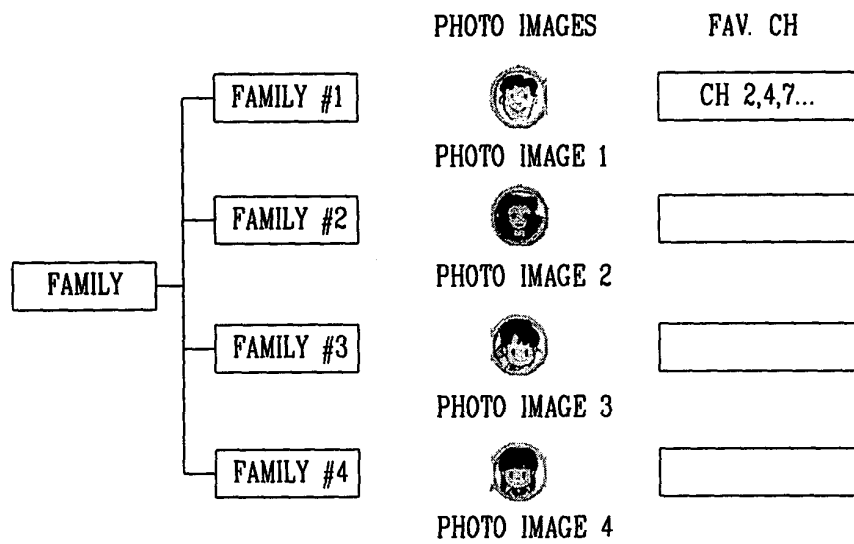 PHOTO IMAGES FAV. CH
FAMILY #1 CH 2,4,7...
PHOTO IMAGE 1
FAMILY #2
PHOTO IMAGE 2
FAMILY
FAMILY #3
PHOTO IMAGE 3
FAMILY #4
PHOTO IMAGE 4